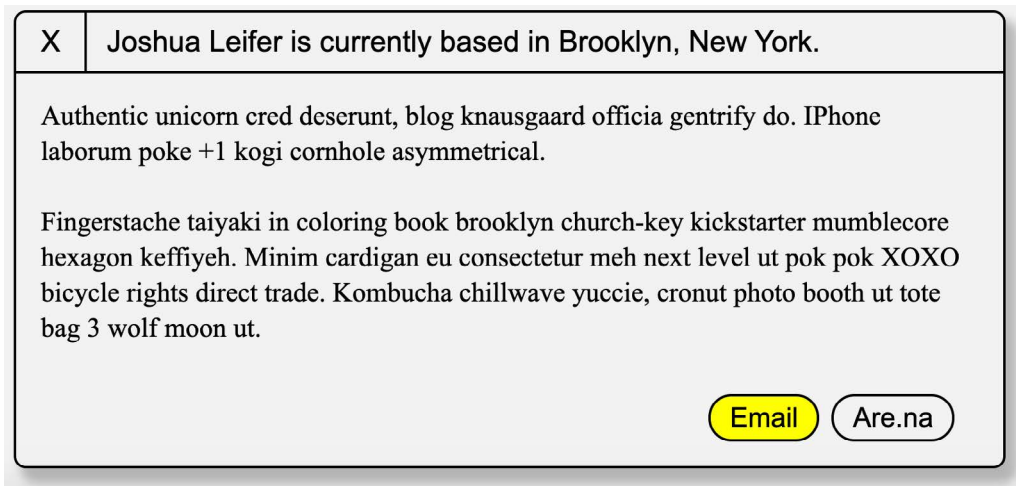 X Joshua Leifer is currently based in Brooklyn, New York.
Authentic unicorn cred deserunt, blog knausgaard officia gentrify do. IPhone
laborum poke +1 kogi cornhole asymmetrical.
Fingerstache taiyaki in coloring book brooklyn church-key kickstarter mumblecore
hexagon keffiyeh. Minim cardigan eu consectetur meh next level ut pok pok XOXO
bicycle rights direct trade. Kombucha chillwave yuccie, cronut photo booth ut tote
bag 3 wolf moon ut.
Email Are.na